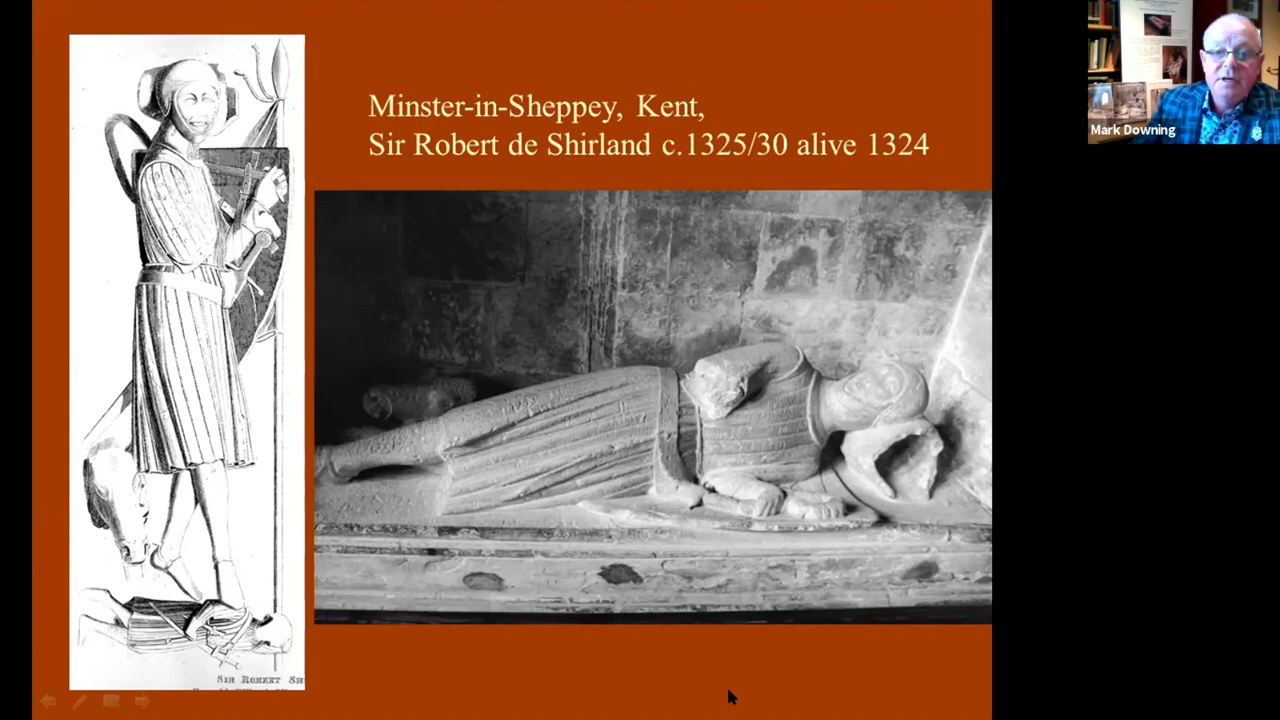 Minster-in-Sheppey, Kent,
Sir Robert de Shirland c.1325/30 alive 1324
Mark Downing
SIR ROBERT SH